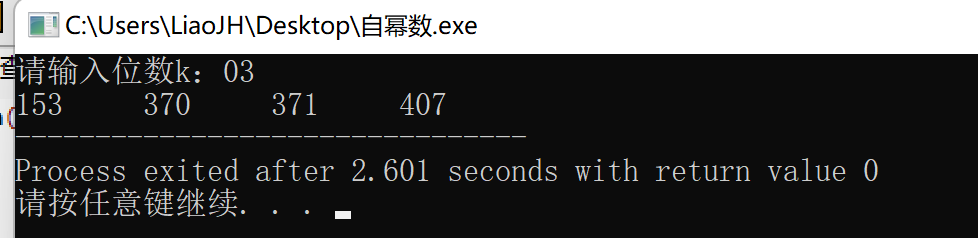 C:\Users\LiaoJH\Desktop\自幂数.exe
请输入位数k：03
153     370     371     407
--------------------------------
Process exited after 2.601 seconds with return value 0
请按任意键继续. . .